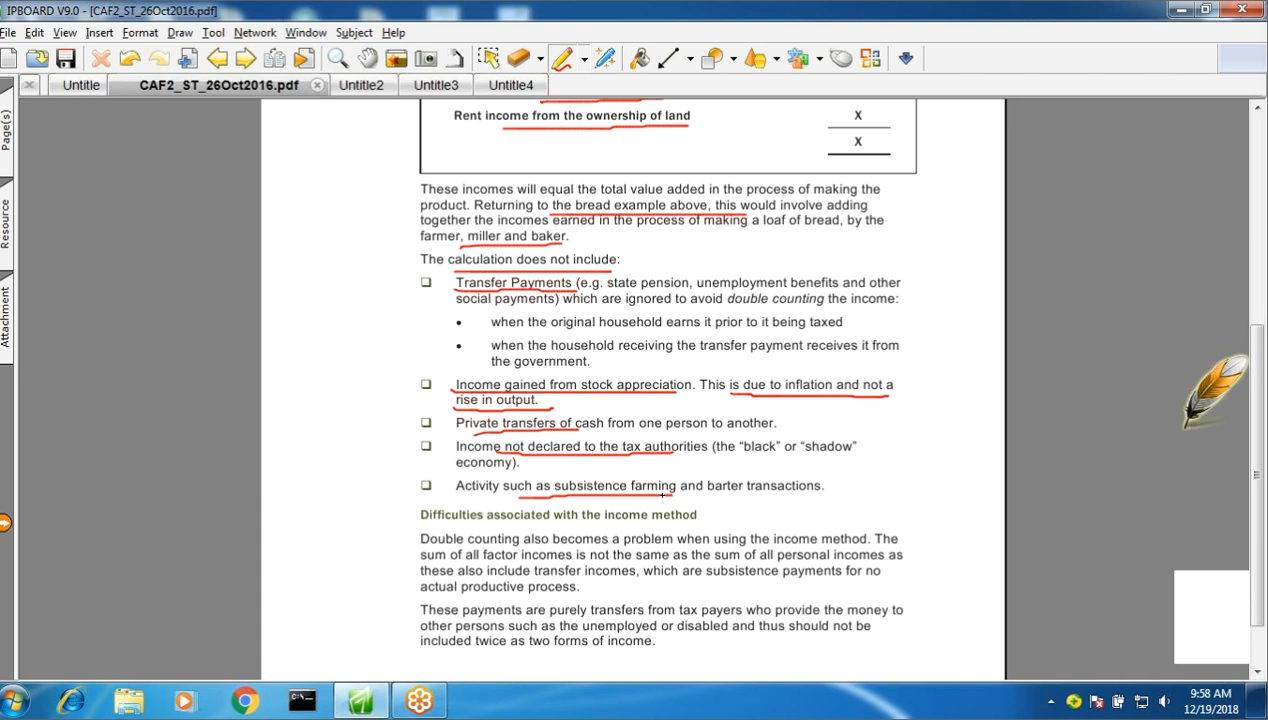 IPBOARD V9.0 - [CAF2_ST_26Oct2016.pdf]
File Edit View Insert Format Draw Tool Network Window Subject Help
Untitle CAF2_ST_26Oct2016.pdf Untitle2 Untitle3 Untitle4
Page(s)
Resource
Attachment
Rent income from the ownership of land X
X
These incomes will equal the total value added in the process of making the
product. Returning to the bread example above, this would involve adding
together the incomes earned in the process of making a loaf of bread, by the
farmer, miller and baker.
The calculation does not include:
❑ Transfer Payments (e.g. state pension, unemployment benefits and other
social payments) which are ignored to avoid double counting the income:
• when the original household earns it prior to it being taxed
• when the household receiving the transfer payment receives it from
the government.
❑ Income gained from stock appreciation. This is due to inflation and not a
rise in output.
❑ Private transfers of cash from one person to another.
❑ Income not declared to the tax authorities (the “black” or “shadow”
economy).
❑ Activity such as subsistence farming and barter transactions.
Difficulties associated with the income method
Double counting also becomes a problem when using the income method. The
sum of all factor incomes is not the same as the sum of all personal incomes as
these also include transfer incomes, which are subsistence payments for no
actual productive process.
These payments are purely transfers from tax payers who provide the money to
other persons such as the unemployed or disabled and thus should not be
included twice as two forms of income.
9:58 AM
12/19/2018